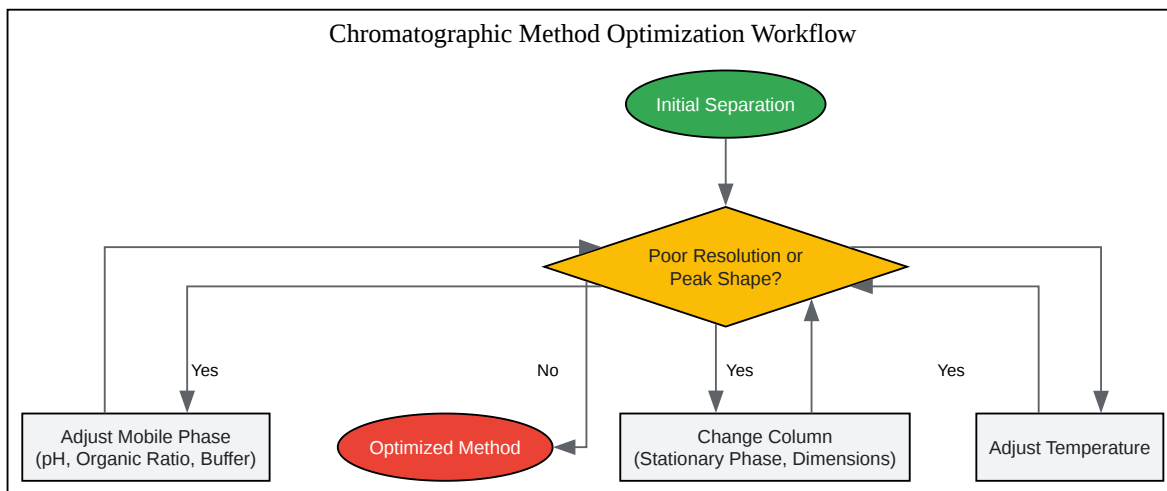 Chromatographic Method Optimization Workflow
Initial Separation
Poor Resolution or
Peak Shape?
Yes
No
Yes
Yes
Adjust Mobile Phase
(pH, Organic Ratio, Buffer)
Optimized Method
Change Column
(Stationary Phase, Dimensions)
Adjust Temperature